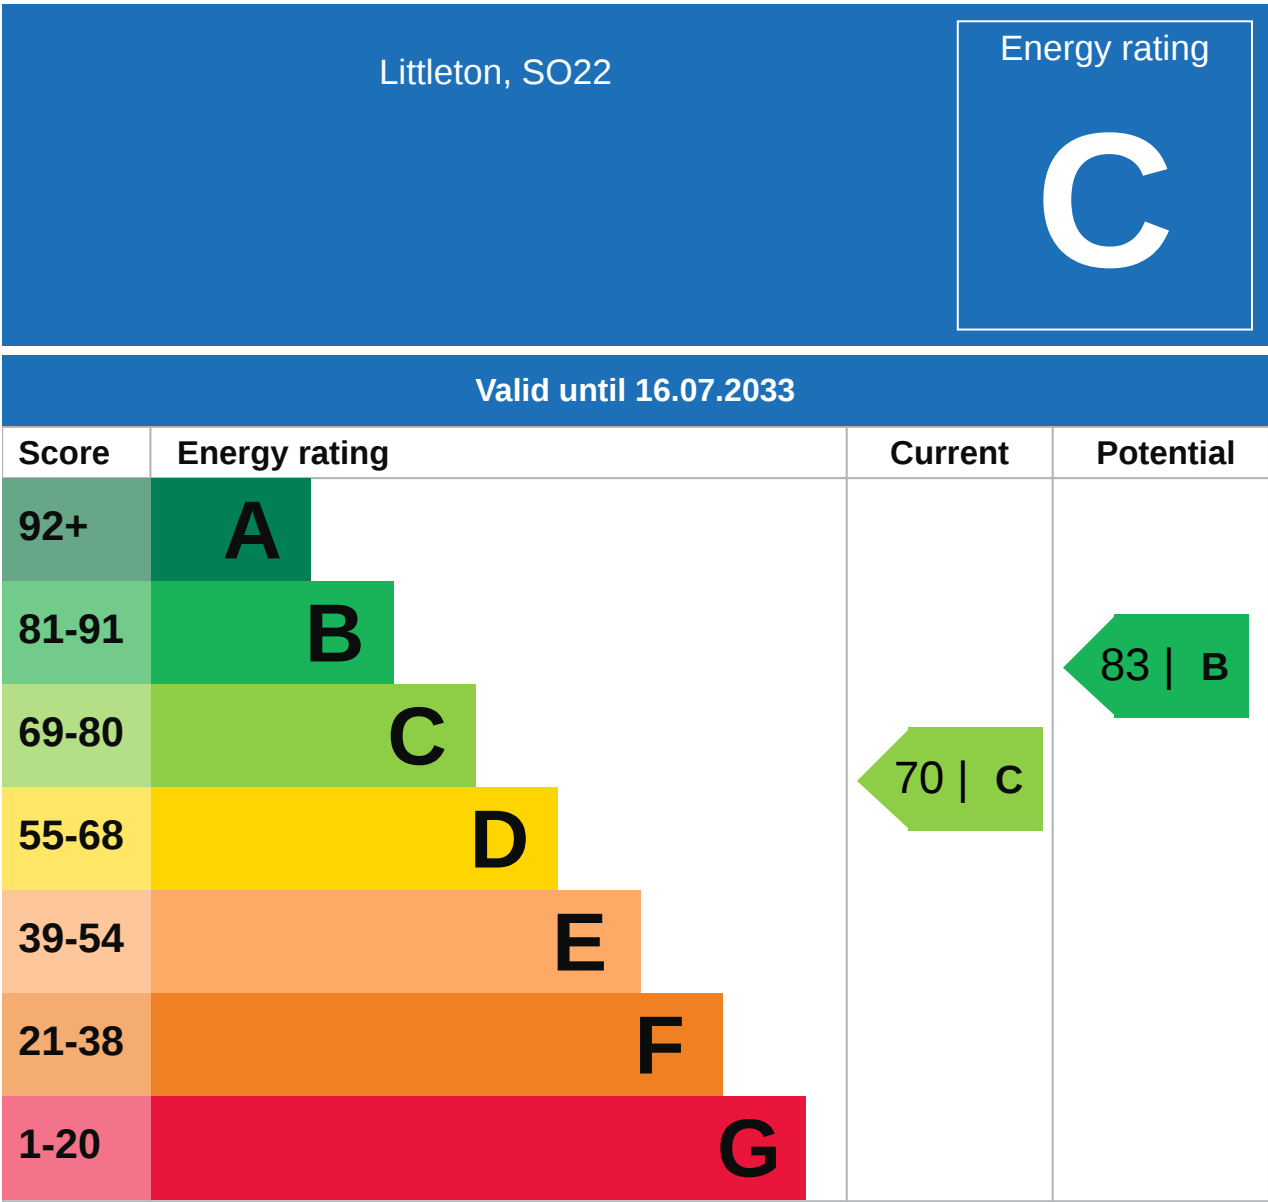 Littleton, SO22
Energy rating
C
Valid until 16.07.2033
Score Energy rating Current Potential
92+ A
81-91 B
83 | B
69-80 C
70 | C
55-68 D
39-54 E
21-38 F
1-20 G